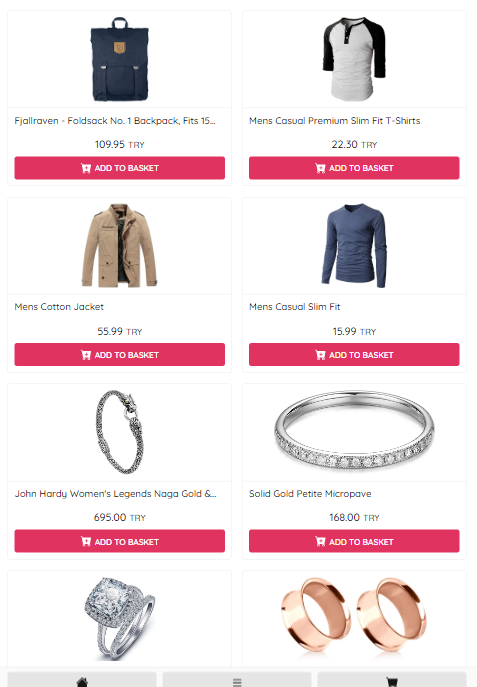 Fjallraven - Foldsack No. 1 Backpack, Fits 15...
109.95 TRY
ADD TO BASKET
Mens Casual Premium Slim Fit T-Shirts
22.30 TRY
ADD TO BASKET
Mens Cotton Jacket
55.99 TRY
ADD TO BASKET
Mens Casual Slim Fit
15.99 TRY
ADD TO BASKET
John Hardy Women's Legends Naga Gold &...
695.00 TRY
ADD TO BASKET
Solid Gold Petite Micropave
168.00 TRY
ADD TO BASKET